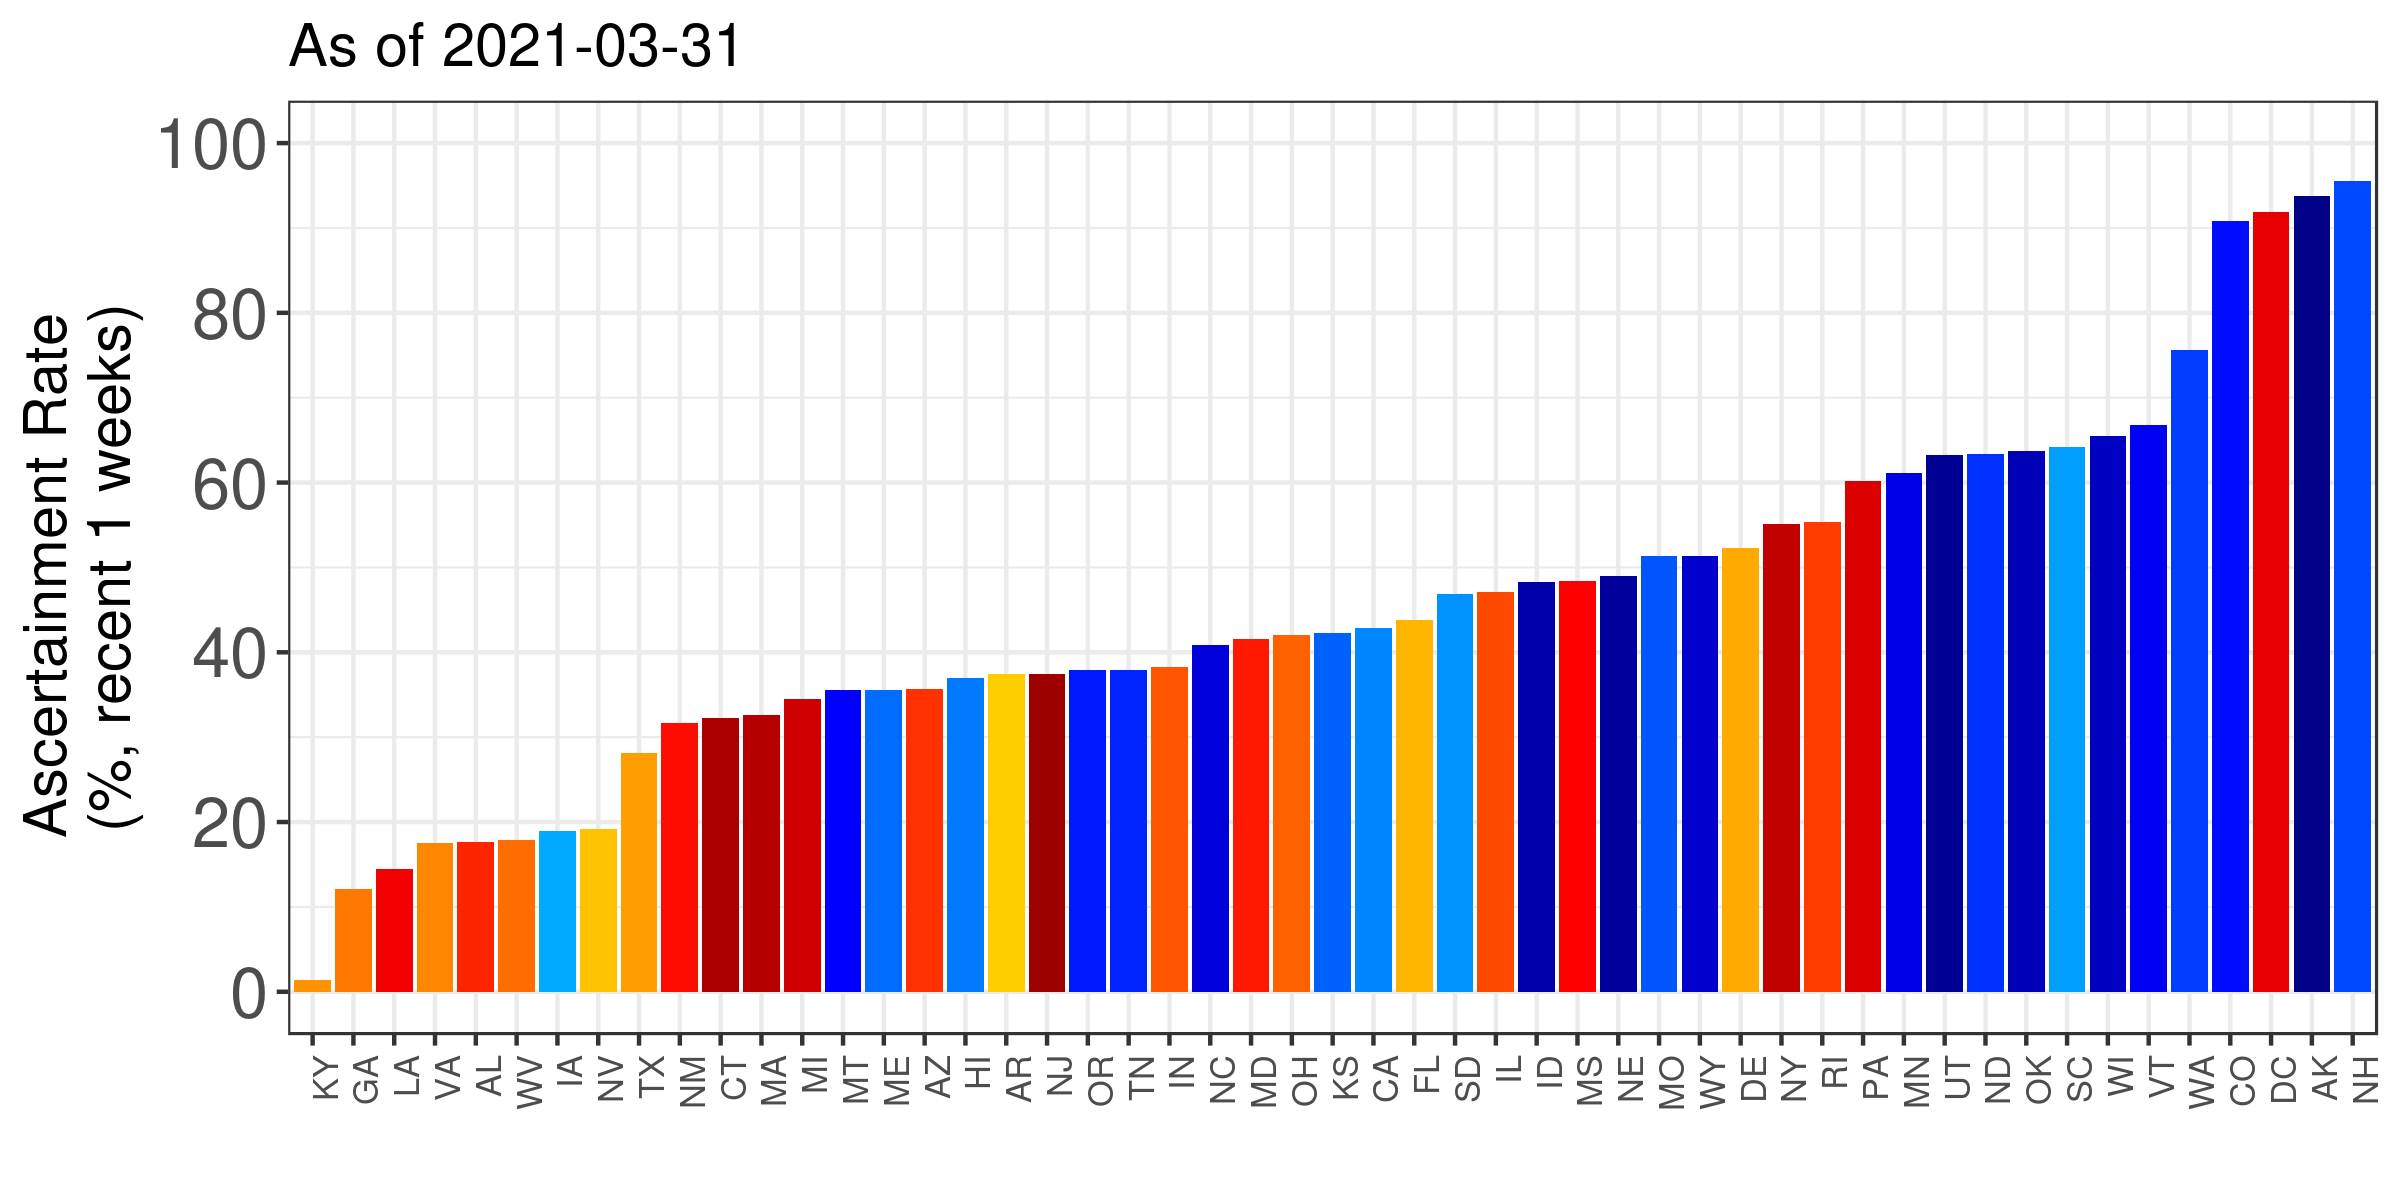 As of 2021-03-31
Ascertainment Rate
(%, recent 1 weeks)
100
80
60
40
20
0
KY GA LA VA AL WV IA NV TX NM CT MA MI MT ME AZ HI AR NJ OR TN IN NC MD OH KS CA FL SD IL ID MS NE MO WY DE NY RI PA MN UT ND OK SC WI VT WA CO DC AK NH